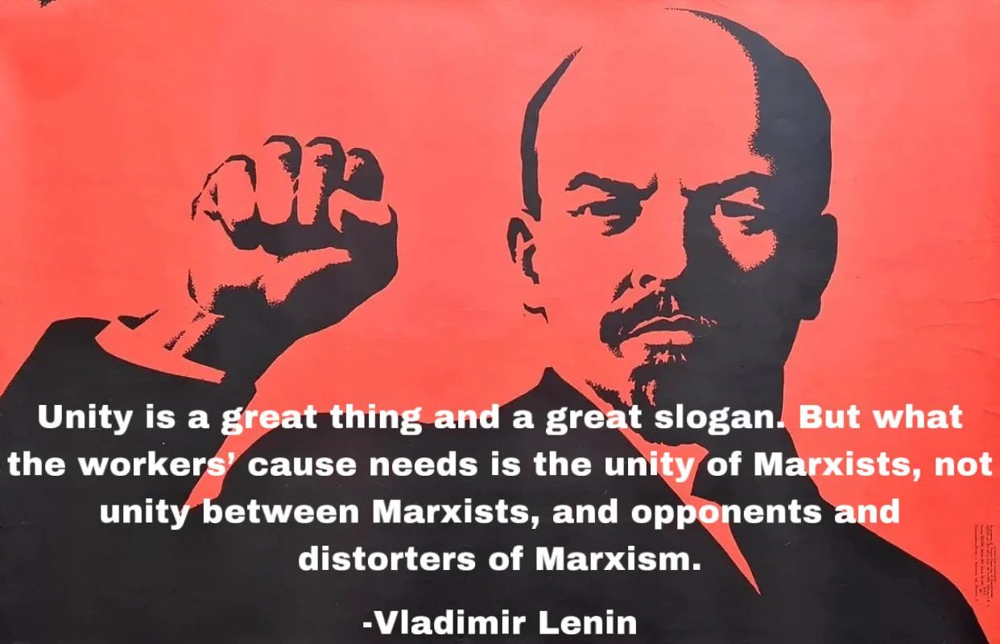 Unity is a great thing and a great slogan. But what
the workers’ cause needs is the unity of Marxists, not
unity between Marxists, and opponents and
distorters of Marxism.
-Vladimir Lenin